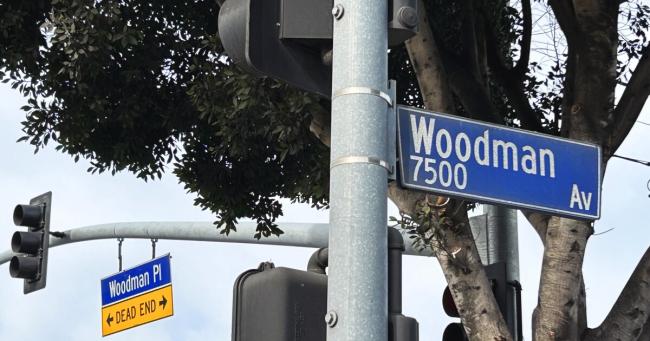 Woodman
7500
Av
Woodman Pl
← DEAD END →